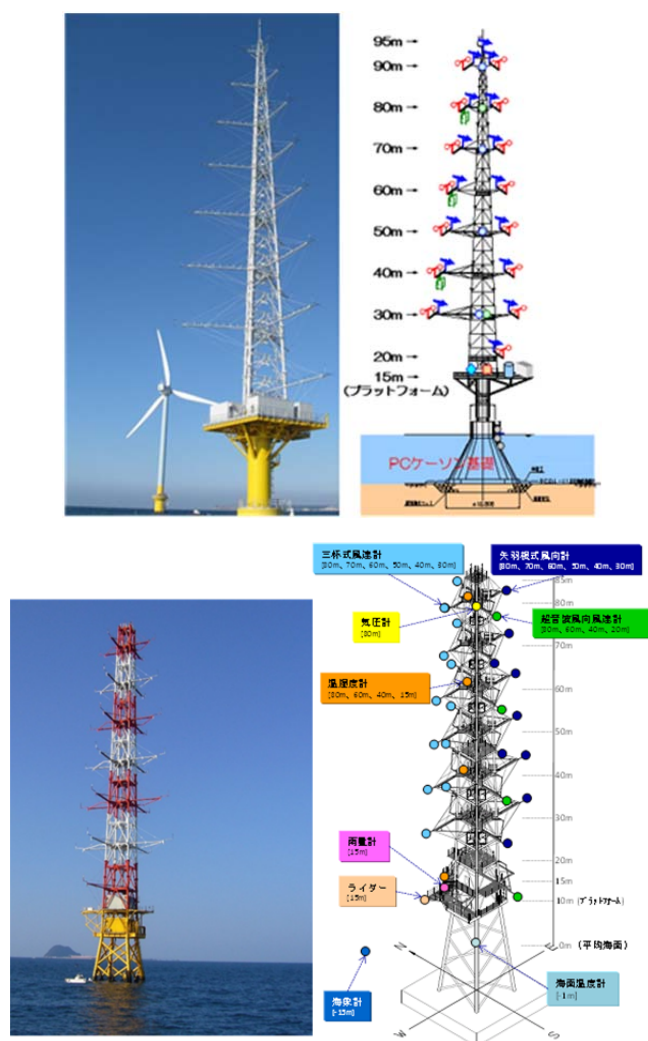 95m
90m
80m
70m
60m
50m
40m
30m
20m
15m
(プラットフォーム)
PCケーソン基礎
三杯式風速計
[80m、70m、60m、50m、40m、30m]
矢羽根式風向計
[80m、70m、60m、50m、40m、30m]
気圧計
[80m]
超音波風向風速計
[80m、60m、40m、20m]
温湿度計
[80m、60m、40m、15m]
85m
80m
70m
60m
50m
40m
30m
20m
15m
10m (プラットフォーム)
0m (平均海面)
雨量計
[15m]
ライダー
[15m]
海象計
[-15m]
海面温度計
[-1m]
N
E
W
S